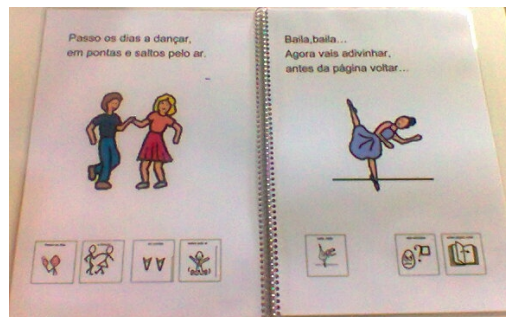 Passo os dias a dançar,
em pontas e saltos pelo ar.
Baila,baila...
Agora vais adivinhar,
antes da página voltar...